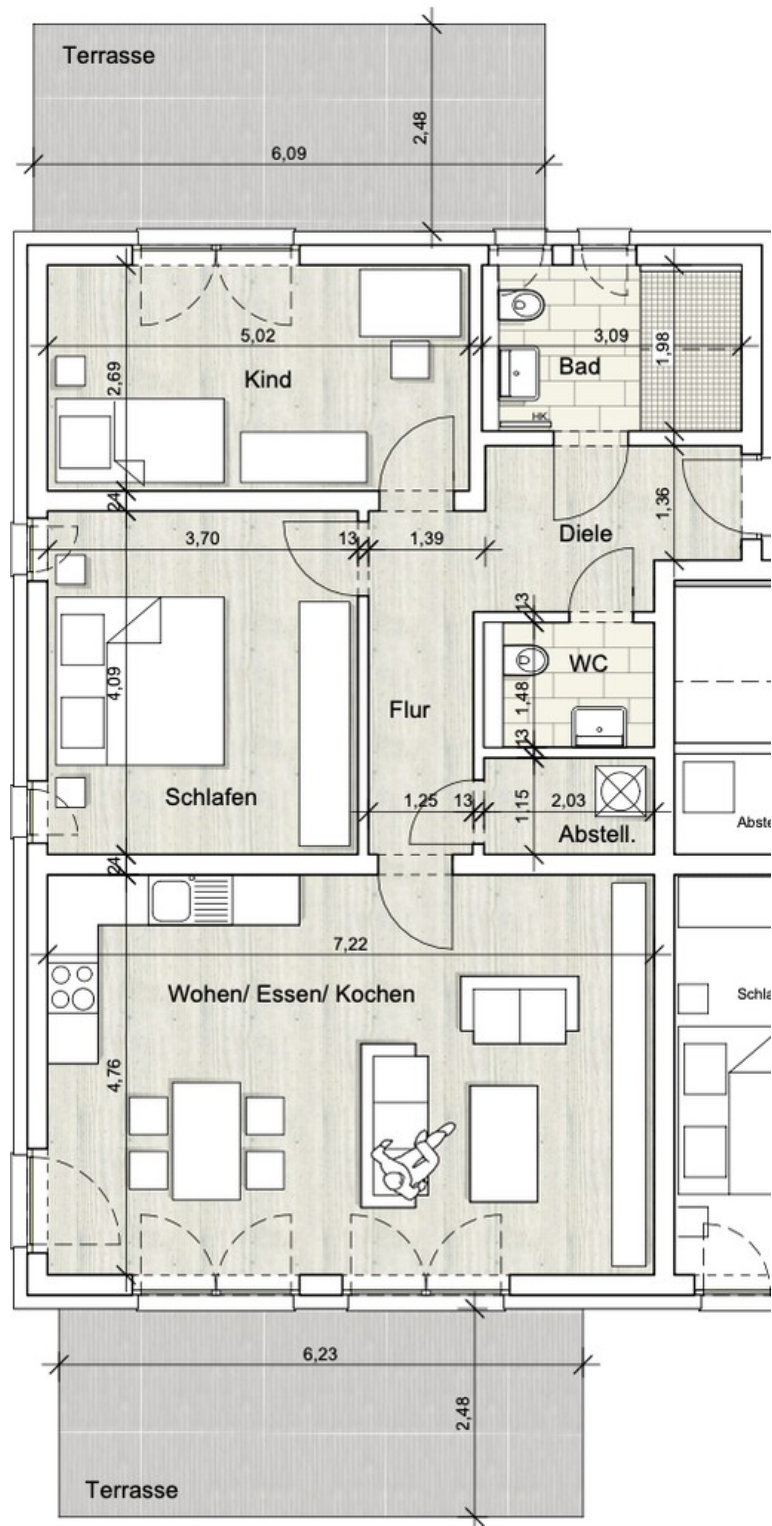 Terrasse
2,48
6,09
5,02
3,09
1,98
Bad
Kind
2,69
HK
24
3,70
13
1,39
Diele
1,36
13
WC
4,09
Flur
1,48
13
Schlafen
1,25
13
2,03
1,15
Abstell.
Abste
24
7,22
Wohen/ Essen/ Kochen
Schla
4,76
6,23
2,48
Terrasse